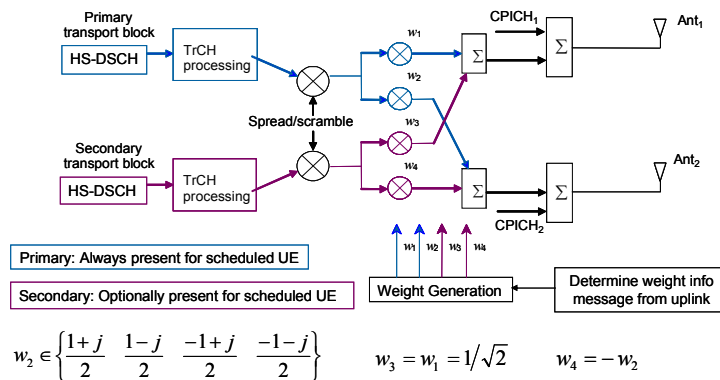 Primary
transport block
HS-DSCH
TrCH
processing
w₁
w₂
CPICH₁
Σ
Σ
Ant₁
Spread/scramble
Secondary
transport block
HS-DSCH
TrCH
processing
w₃
w₄
Σ
Σ
CPICH₂
Ant₂
w₁ w₂ w₃ w₄
Weight Generation
Determine weight info
message from uplink
Primary: Always present for scheduled UE
Secondary: Optionally present for scheduled UE
w₂ ∈ {(1+j)/2 (1−j)/2 (−1+j)/2 (−1−j)/2} w₃ = w₁ = 1/√2 w₄ = −w₂